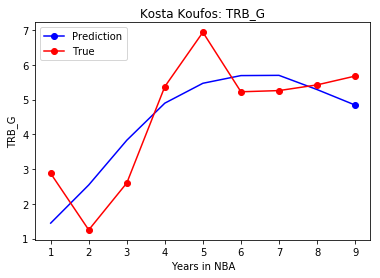 Kosta Koufos: TRB_G
Prediction
True
7
6
5
4
3
2
1
TRB_G
1 2 3 4 5 6 7 8 9
Years in NBA